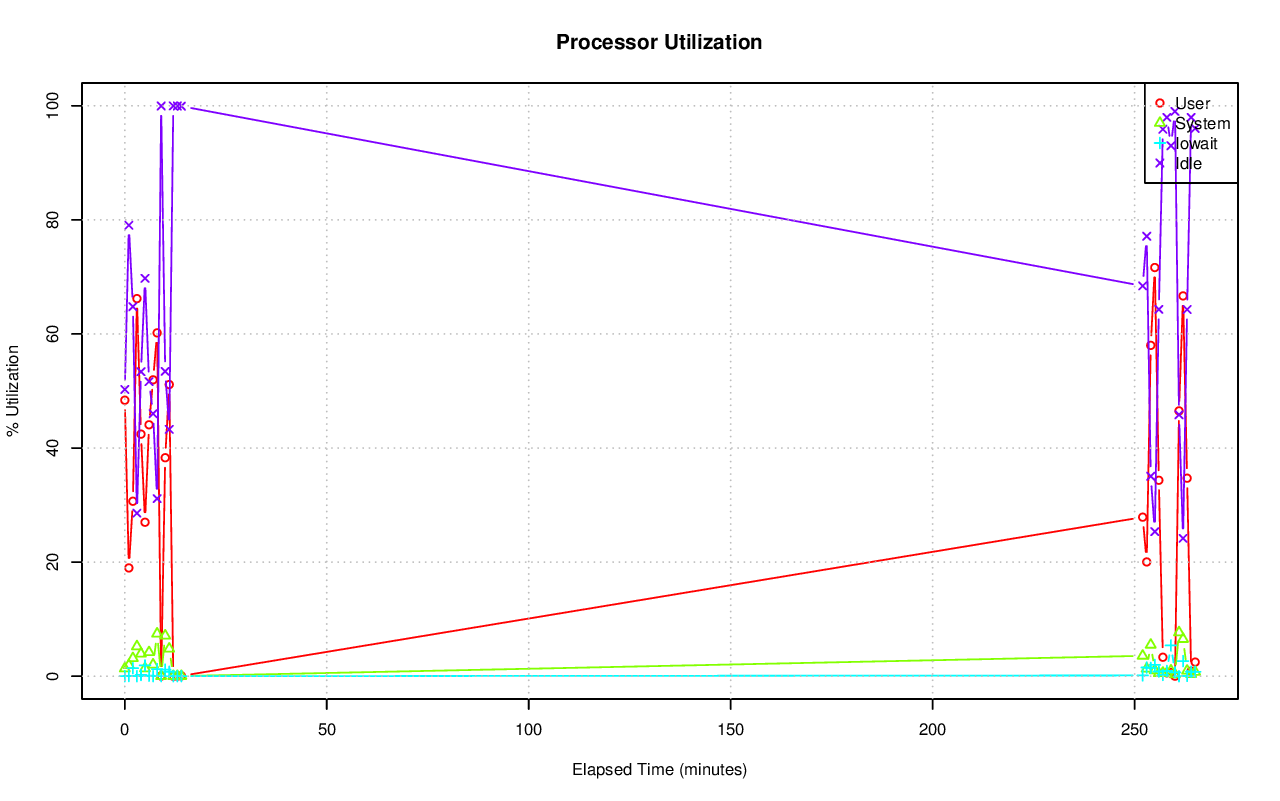 Processor Utilization
% Utilization
100
80
60
40
20
0
User
System
Iowait
Idle
0 50 100 150 200 250
Elapsed Time (minutes)